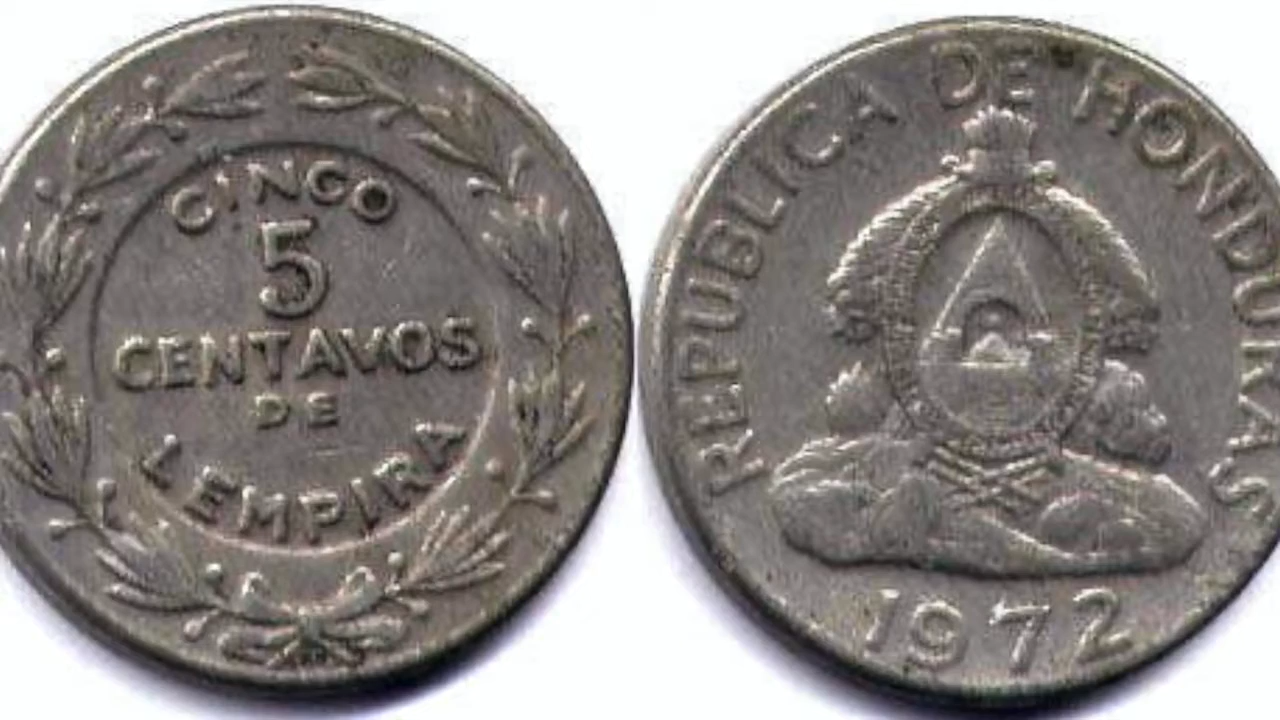 CINCO
5
CENTAVOS
DE
LEMPIRA
REPUBLICA DE HONDURAS
1972